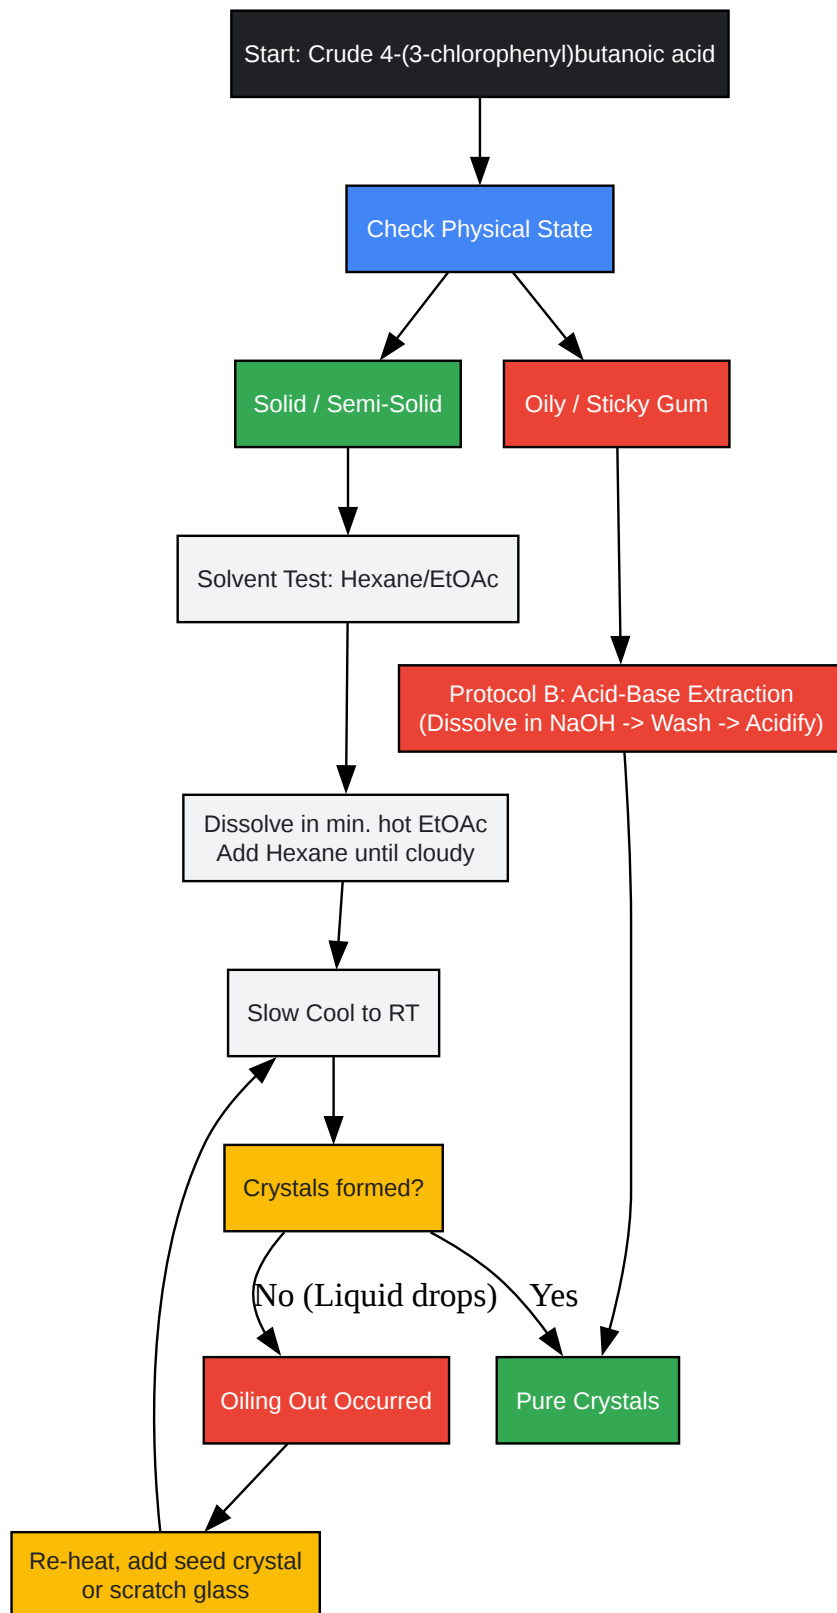 Start: Crude 4-(3-chlorophenyl)butanoic acid
Check Physical State
Solid / Semi-Solid
Oily / Sticky Gum
Solvent Test: Hexane/EtOAc
Protocol B: Acid-Base Extraction
(Dissolve in NaOH -> Wash -> Acidify)
Dissolve in min. hot EtOAc
Add Hexane until cloudy
Slow Cool to RT
Crystals formed?
No (Liquid drops)
Yes
Oiling Out Occurred
Pure Crystals
Re-heat, add seed crystal
or scratch glass